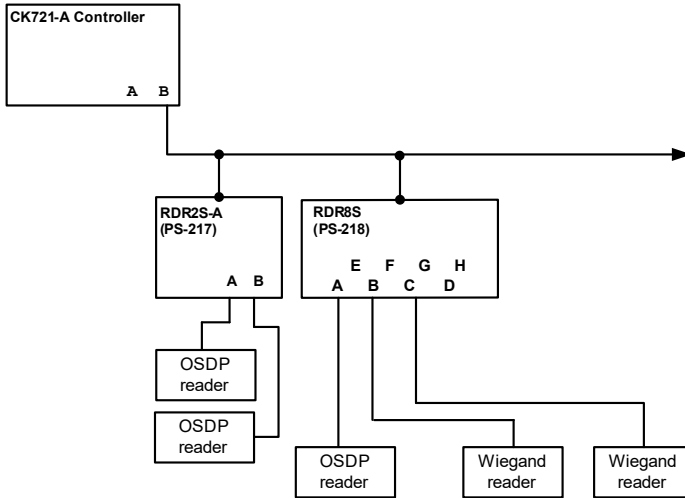 CK721-A Controller
A B
RDR2S-A
(PS-217)
A B
RDR8S
(PS-218)
E F G H
A B C D
OSDP
reader
OSDP
reader
OSDP
reader
Wiegand
reader
Wiegand
reader